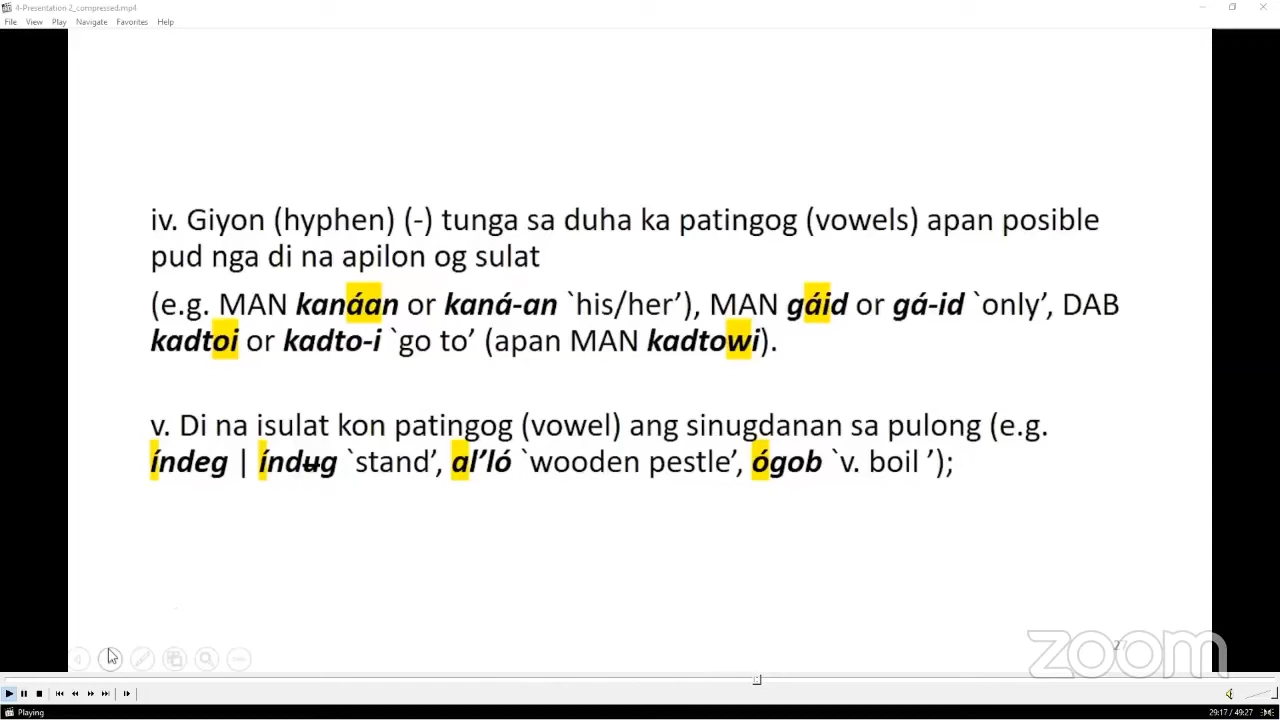 4-Presentation 2_compressed.mp4
File View Play Navigate Favorites Help
iv. Giyon (hyphen) (-) tunga sa duha ka patingog (vowels) apan posible
pud nga di na apilon og sulat
(e.g. MAN kanáan or kaná-an `his/her’), MAN gáid or gá-id `only’, DAB
kadtoi or kadto-i `go to’ (apan MAN kadtowi).
v. Di na isulat kon patingog (vowel) ang sinugdanan sa pulong (e.g.
índeg | índʉg `stand’, al’ló `wooden pestle’, ógob `v. boil ’);
27
zoom
Playing
29:17 / 49:27